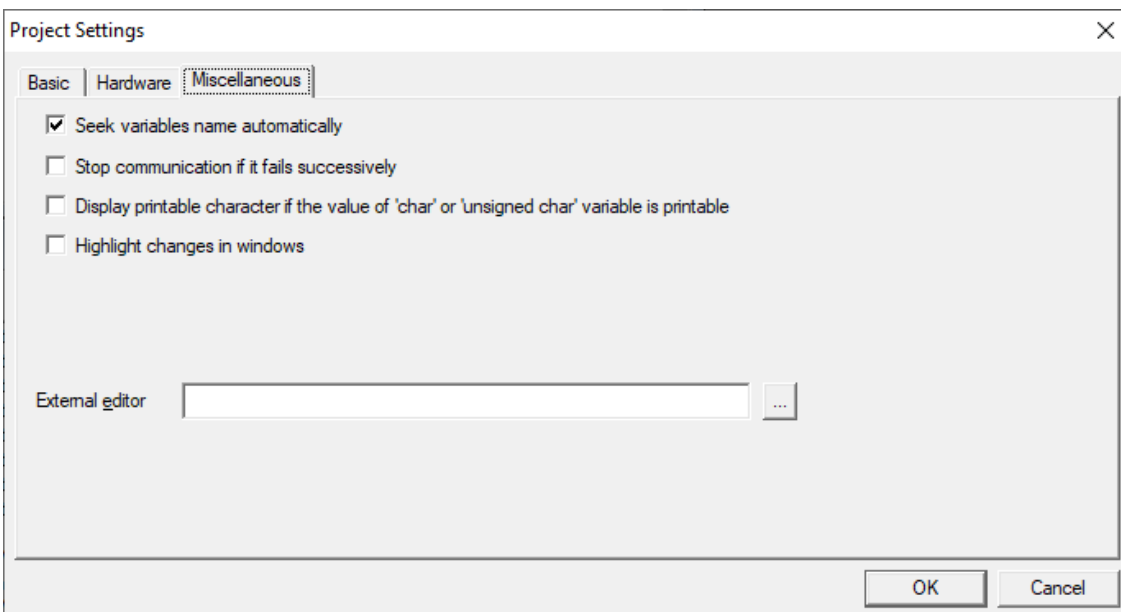 Project Settings
Basic Hardware Miscellaneous
Seek variables name automatically
Stop communication if it fails successively
Display printable character if the value of 'char' or 'unsigned char' variable is printable
Highlight changes in windows
External editor ...
OK Cancel